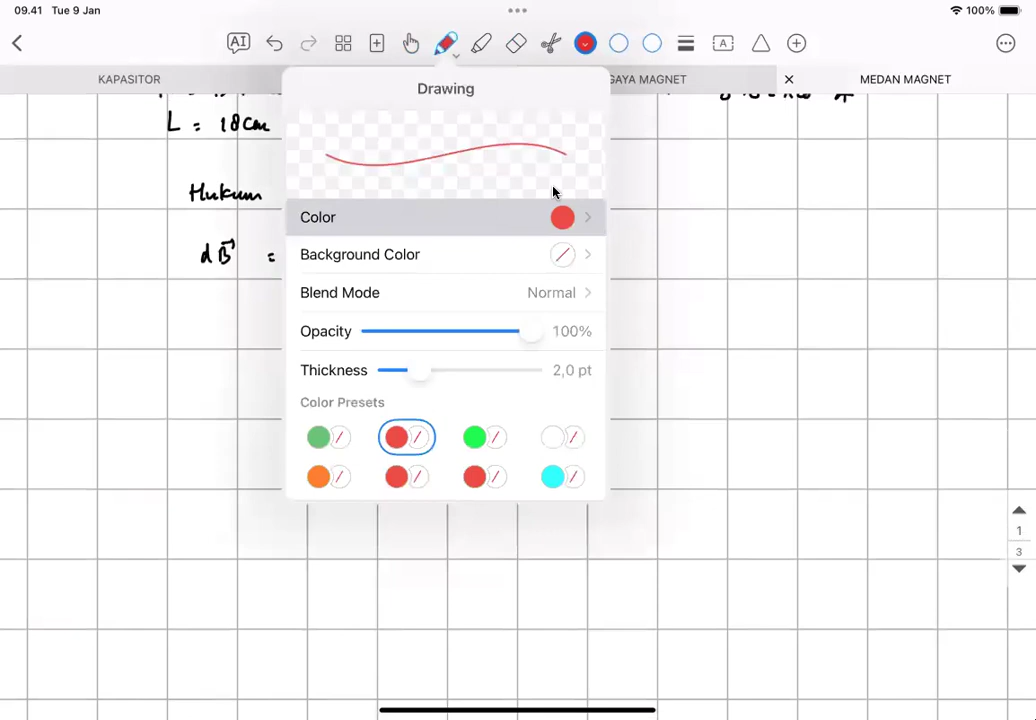 09.41 Tue 9 Jan
100%
AI
A
KAPASITOR
GAYA MAGNET
MEDAN MAGNET
L = 18 cm
Hukum
dB⃗ =
Drawing
Color
Background Color
Blend Mode Normal
Opacity 100%
Thickness 2,0 pt
Color Presets
1
3